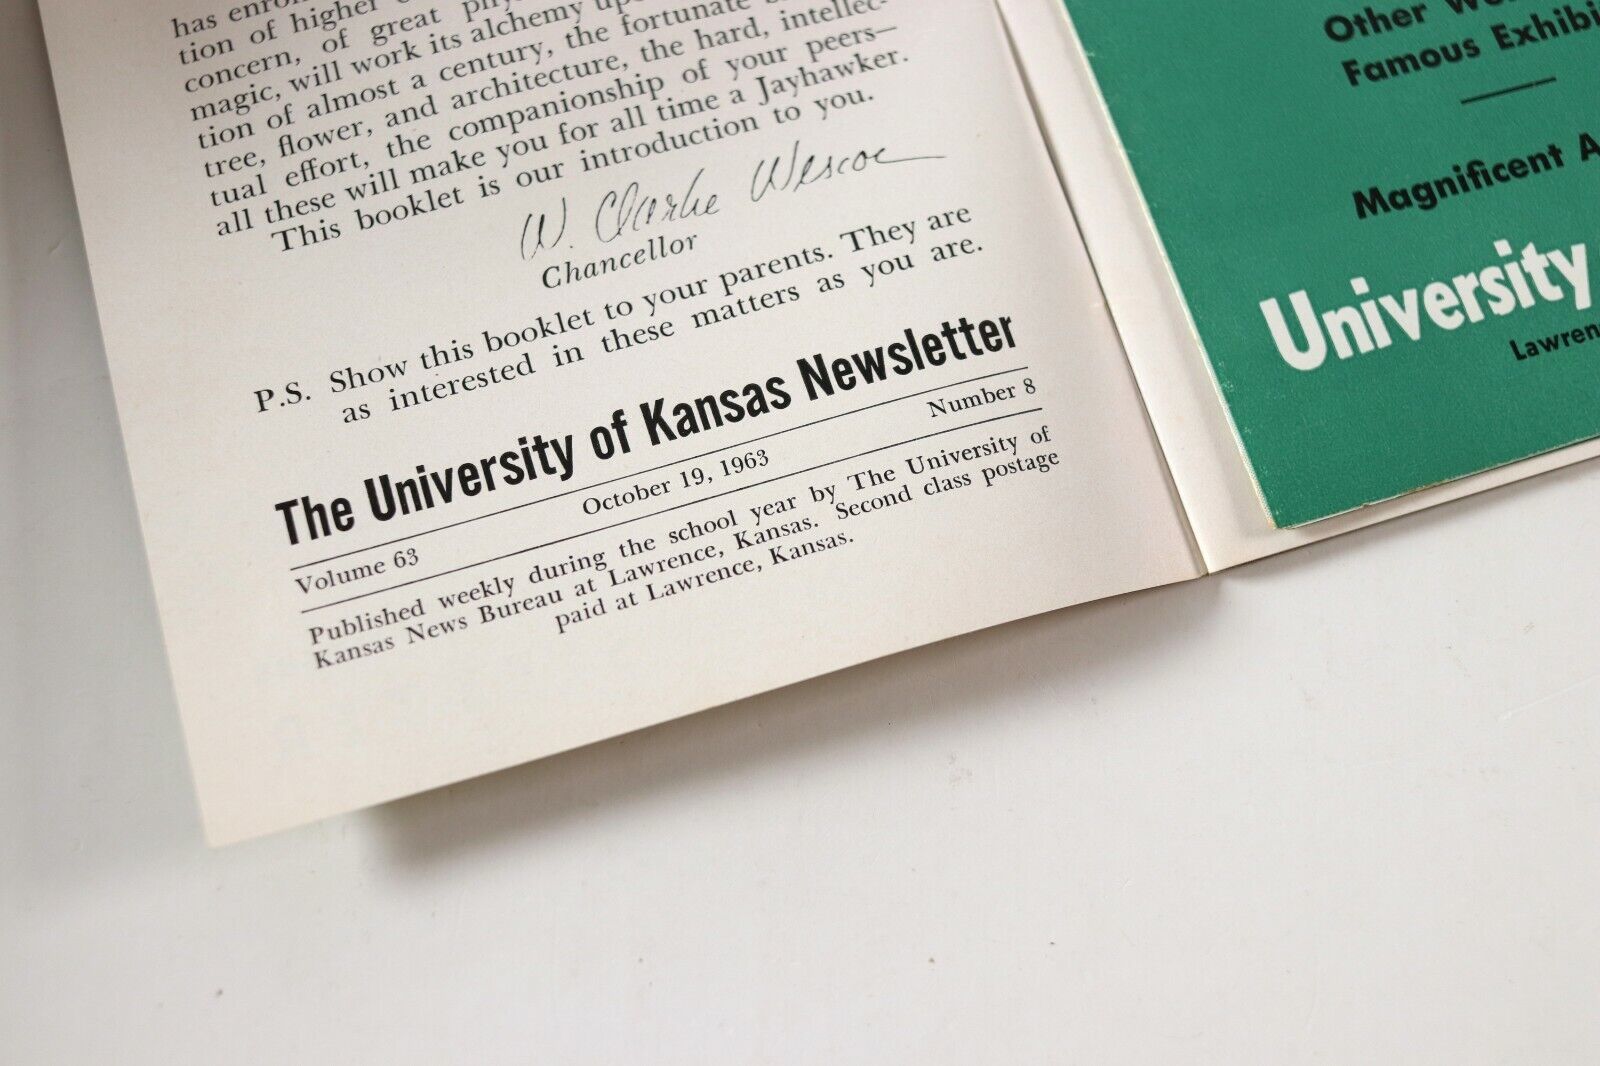 has
tion of higher
concern, of great
magic, will work its alchemy
tion of almost a century, the fortunate
tree, flower, and architecture, the hard, intellec-
tual effort, the companionship of your peers—
all these will make you for all time a Jayhawker.
This booklet is our introduction to you.
W. Clarke Wescoe
Chancellor
P.S. Show this booklet to your parents. They are
as interested in these matters as you are.
The University of Kansas Newsletter
Volume 63 October 19, 1963 Number 8
Published weekly during the school year by The University of
Kansas News Bureau at Lawrence, Kansas. Second class postage
paid at Lawrence, Kansas.
Other
Famous
Magnificent
University